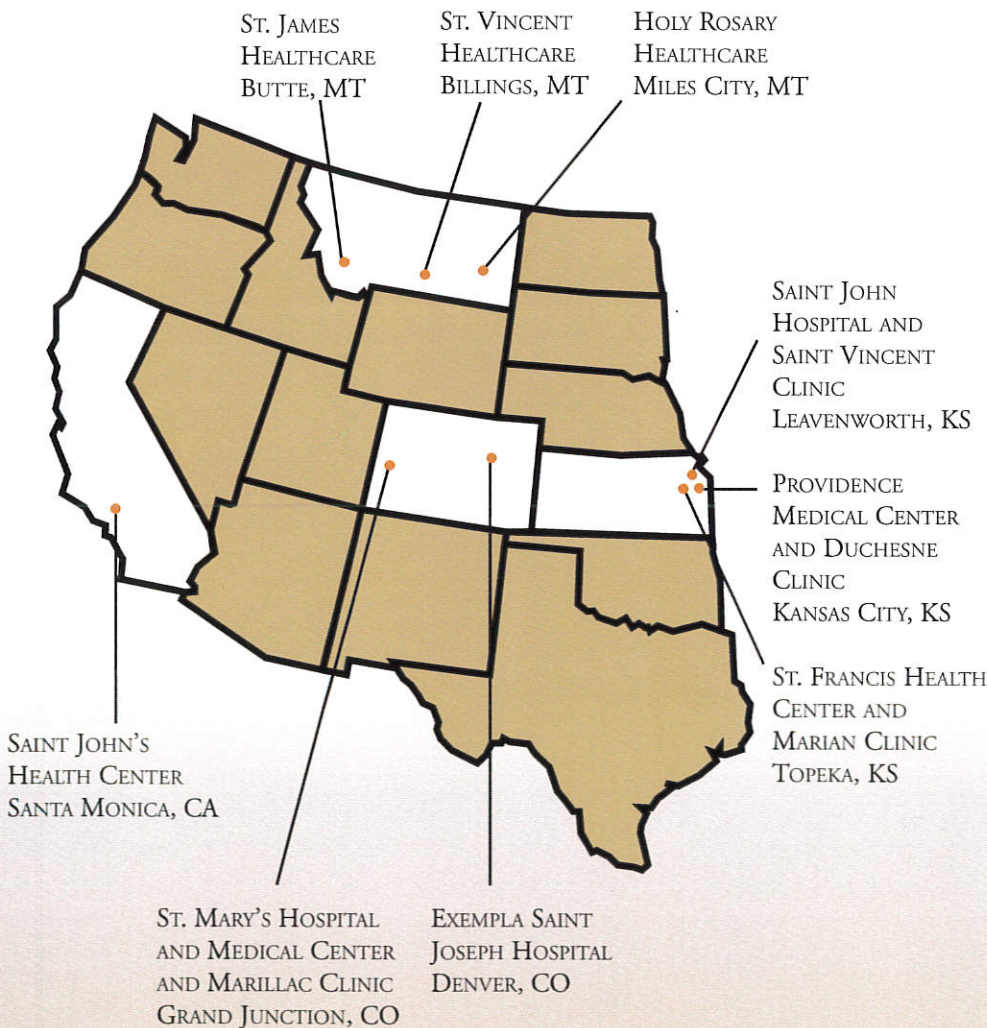 St. James
Healthcare
Butte, MT
St. Vincent
Healthcare
Billings, MT
Holy Rosary
Healthcare
Miles City, MT
Saint John
Hospital and
Saint Vincent
Clinic
Leavenworth, KS
Providence
Medical Center
and Duchesne
Clinic
Kansas City, KS
St. Francis Health
Center and
Marian Clinic
Topeka, KS
Saint John's
Health Center
Santa Monica, CA
St. Mary's Hospital
and Medical Center
and Marillac Clinic
Grand Junction, CO
Exempla Saint
Joseph Hospital
Denver, CO